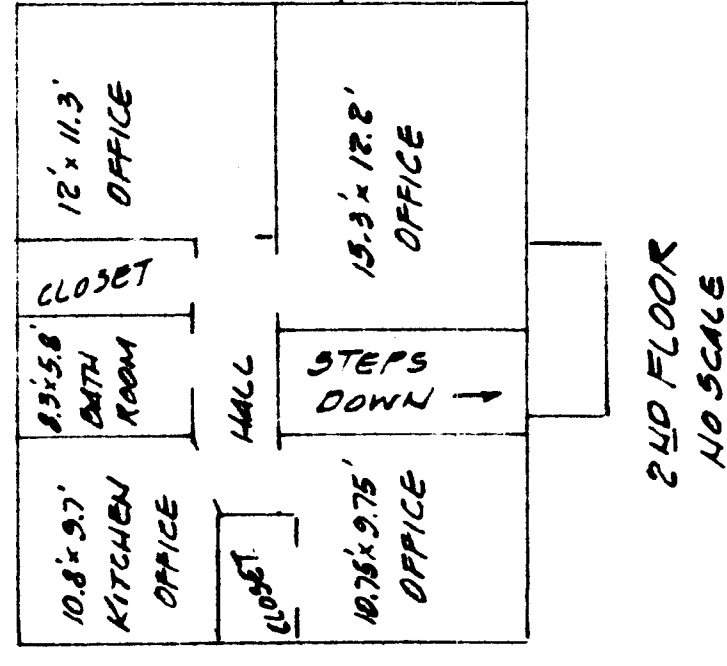 12' x 11.3'
OFFICE
15.3' x 12.2'
OFFICE
CLOSET
8.3' x 5.8'
BATH
ROOM
HALL
STEPS
DOWN →
10.8' x 9.7'
KITCHEN
OFFICE
CLOSET
10.75' x 9.75'
OFFICE
2ND FLOOR
NO SCALE